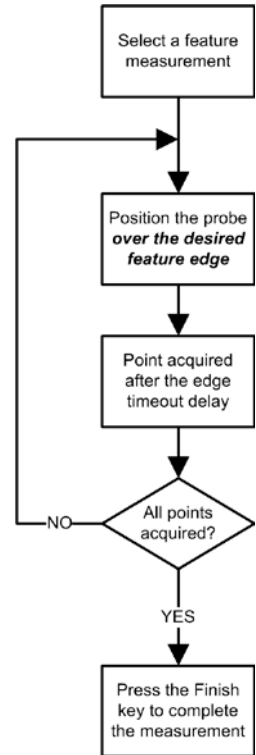 Select a feature
measurement
Position the probe
over the desired
feature edge
Point acquired
after the edge
timeout delay
All points
acquired?
NO
YES
Press the Finish
key to complete
the measurement